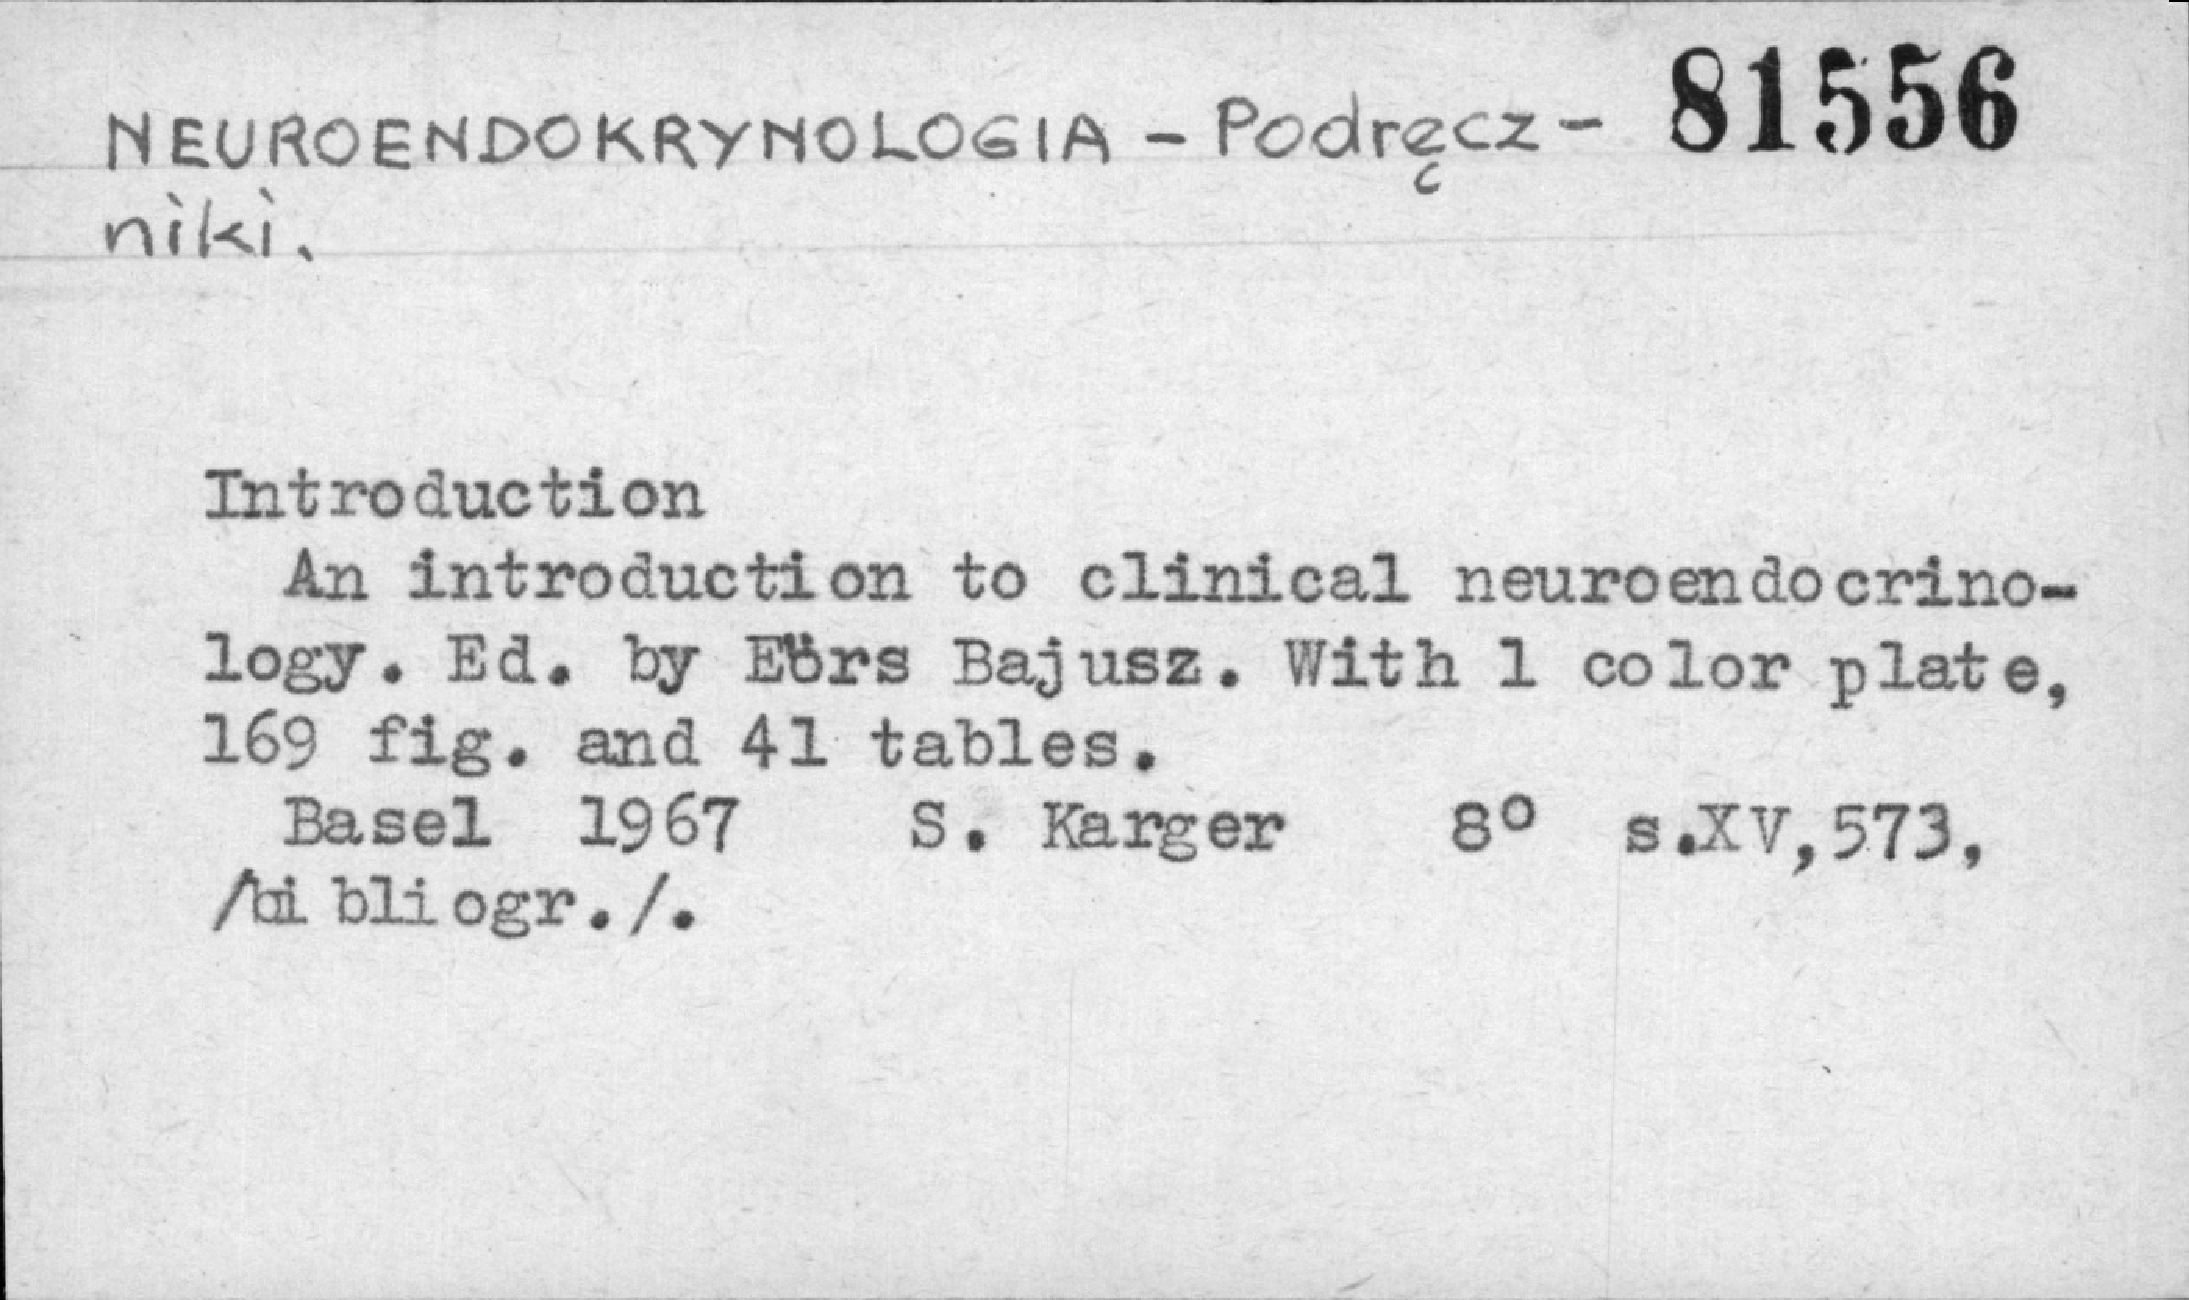 NEUROENDOKRYNOLOGIA - Podręcz- 81556
niki.
Introduction
An introduction to clinical neuroendocrino-
logy. Ed. by Eörs Bajusz. With 1 color plate,
169 fig. and 41 tables.
Basel 1967 S. Karger 8° s.XV,573,
/bibliogr./.